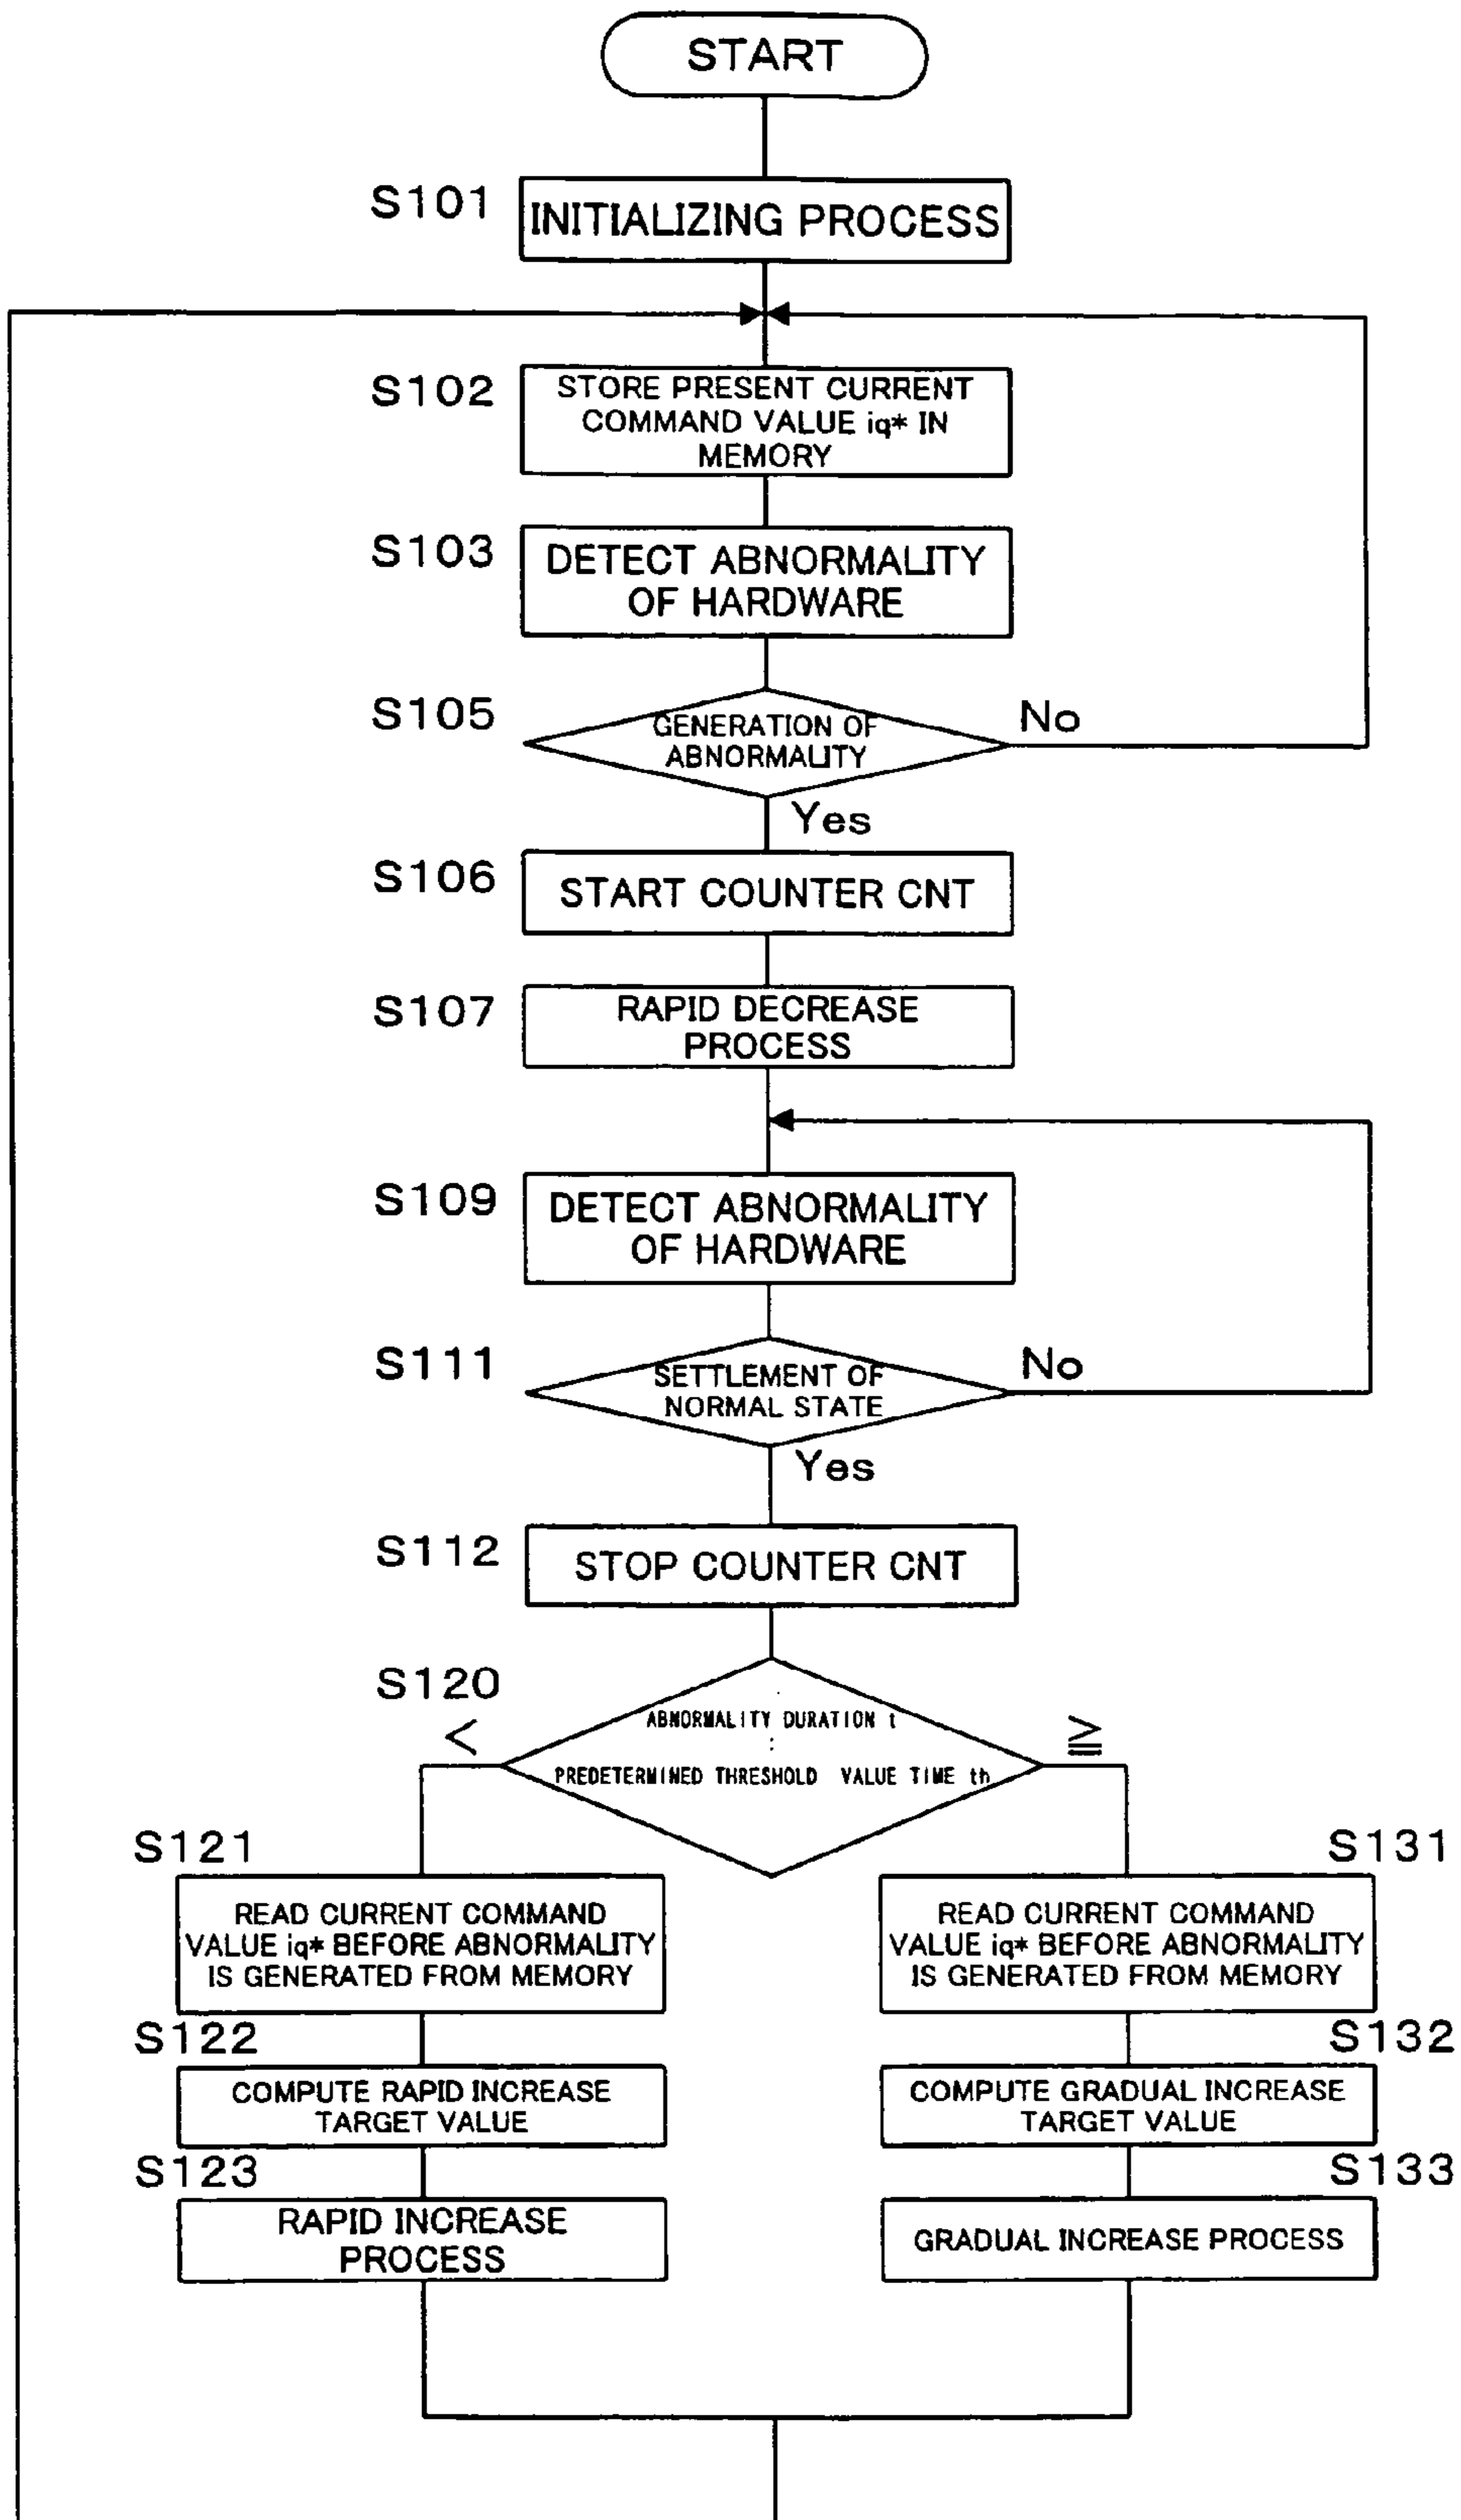 START
S101
INITIALIZING PROCESS
S102
STORE PRESENT CURRENT
COMMAND VALUE iq* IN
MEMORY
S103
DETECT ABNORMALITY
OF HARDWARE
S105
GENERATION OF
ABNORMALITY
No
Yes
S106
START COUNTER CNT
S107
RAPID DECREASE
PROCESS
S109
DETECT ABNORMALITY
OF HARDWARE
S111
SETTLEMENT OF
NORMAL STATE
No
Yes
S112
STOP COUNTER CNT
S120
<
ABNORMALITY DURATION t
:
PREDETERMINED THRESHOLD VALUE TIME th
≧
S121
READ CURRENT COMMAND
VALUE iq* BEFORE ABNORMALITY
IS GENERATED FROM MEMORY
S122
COMPUTE RAPID INCREASE
TARGET VALUE
S123
RAPID INCREASE
PROCESS
S131
READ CURRENT COMMAND
VALUE iq* BEFORE ABNORMALITY
IS GENERATED FROM MEMORY
S132
COMPUTE GRADUAL INCREASE
TARGET VALUE
S133
GRADUAL INCREASE PROCESS